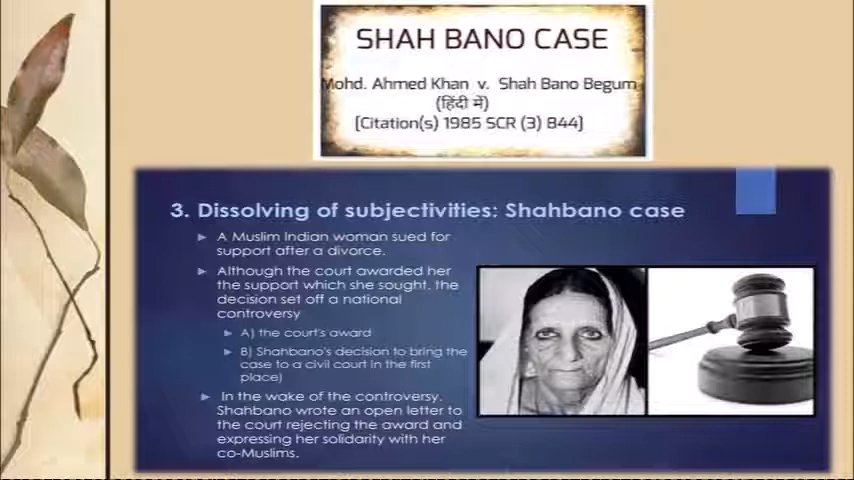 SHAH BANO CASE
Mohd. Ahmed Khan v. Shah Bano Begum
(हिंदी में)
[Citation(s) 1985 SCR (3) 844]
3. Dissolving of subjectivities: Shahbano case
A Muslim Indian woman sued for
support after a divorce.
Although the court awarded her
the support which she sought, the
decision set off a national
controversy
A) the court's award
B) Shahbano's decision to bring the
case to a civil court in the first
place)
In the wake of the controversy,
Shahbano wrote an open letter to
the court rejecting the award and
expressing her solidarity with her
co-Muslims.